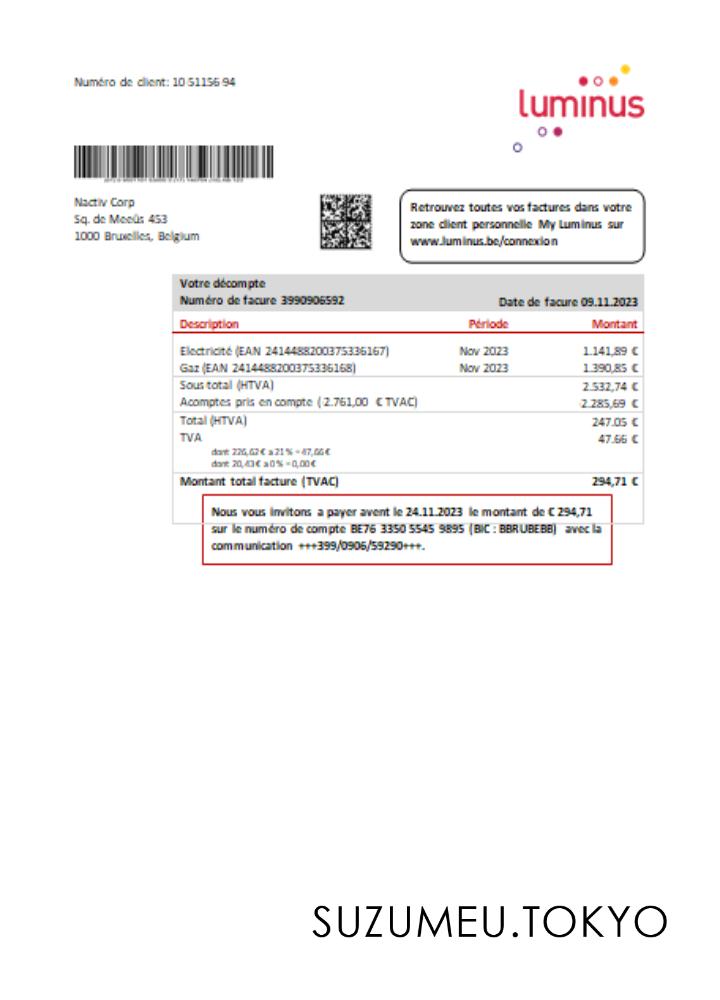 Numéro de client: 10 51156 94
luminus
Nactiv Corp
Sq. de Meeûs 453
1000 Bruxelles, Belgium
Retrouvez toutes vos factures dans votre
zone client personnelle My Luminus sur
www.luminus.be/connexion
Votre décompte
Numéro de facure 3990906592 Date de facure 09.11.2023
Description Période Montant
Electricité (EAN 2414488200375336167) Nov 2023 1.141,89 €
Gaz (EAN 2414488200375336168) Nov 2023 1.390,85 €
Sous total (HTVA) 2.532,74 €
Acomptes pris en compte ( 2.761,00 € TVAC) 2.285,69 €
Total (HTVA) 247.05 €
TVA 47.66 €
dont 226,62 € a 21 % = 47,66 €
dont 20,43 € a 0 % = 0,00 €
Montant total facture (TVAC) 294,71 €
Nous vous invitons a payer avent le 24.11.2023 le montant de € 294,71
sur le numéro de compte BE76 3350 5545 9895 (BIC : BBRUBEBB) avec la
communication +++399/0906/59290+++.
SUZUMEU.TOKYO